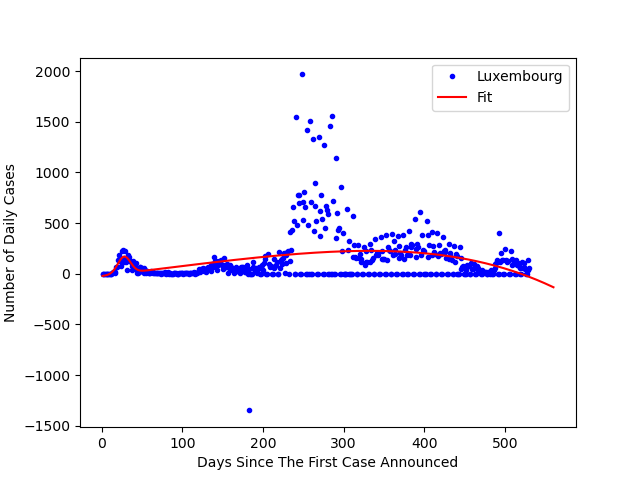 Luxembourg
Fit
2000
1500
1000
500
0
−500
−1000
−1500
Number of Daily Cases
0 100 200 300 400 500
Days Since The First Case Announced